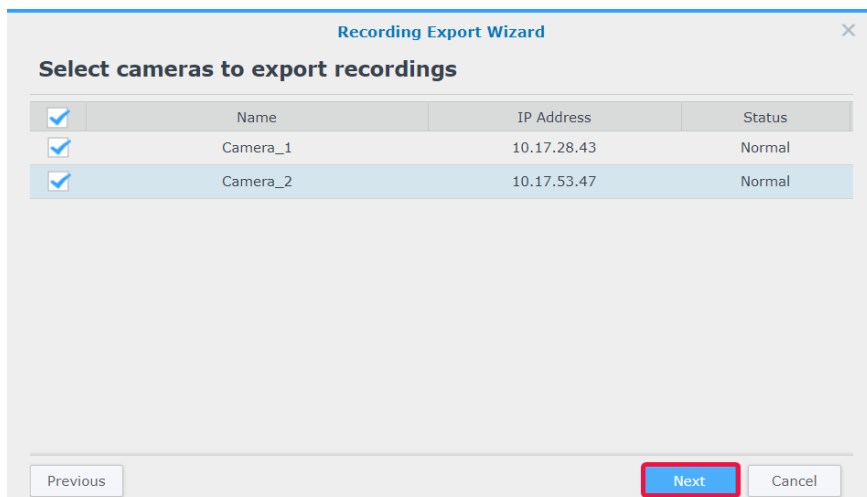 Recording Export Wizard
Select cameras to export recordings
Name IP Address Status
Camera_1 10.17.28.43 Normal
Camera_2 10.17.53.47 Normal
Previous Next Cancel